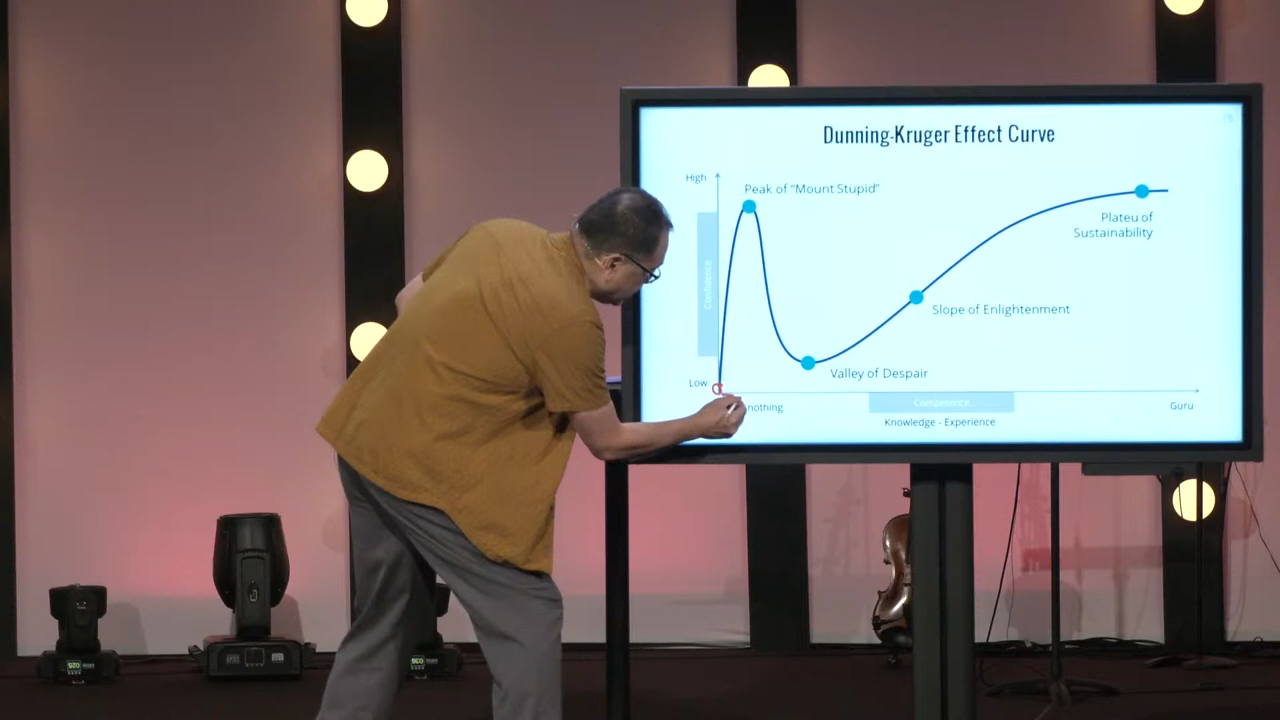 Dunning-Kruger Effect Curve
High
Peak of “Mount Stupid”
Plateu of
Sustainability
Confidence
Slope of Enlightenment
Valley of Despair
Low
nothing
Competence
Guru
Knowledge - Experience